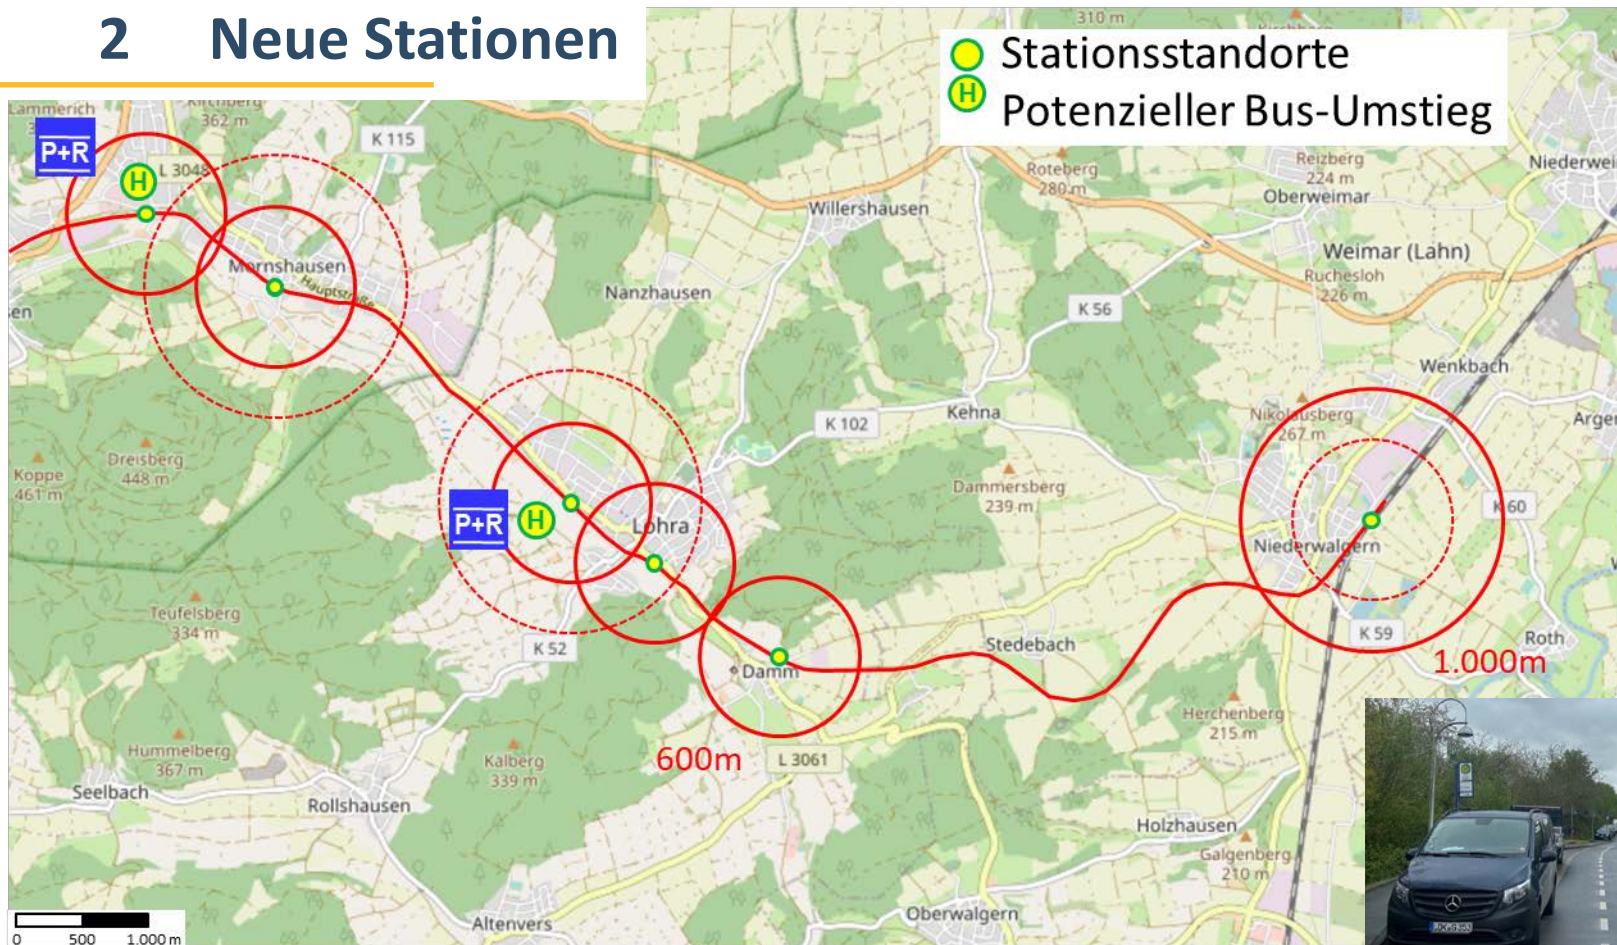 2 Neue Stationen
Stationsstandorte
H Potenzieller Bus-Umstieg
310 m
Lammerich
Kirchberg
362 m
P+R
H
L 3048
K 115
Mornshausen
Hauptstraße
Willershausen
Nanzhausen
Roteberg
280 m
Reizberg
224 m
Oberweimar
Niederwei
Weimar (Lahn)
Ruchesloh
226 m
K 56
Wenkbach
Kehna
K 102
Nikolausberg
267 m
Arge
Koppe
461 m
Dreisberg
448 m
Dammersberg
239 m
K 60
P+R
H
Lohra
Niederwalgern
Teufelsberg
334 m
K 52
Damm
Stedebach
K 59
Roth
1.000m
Herchenberg
215 m
600m
L 3061
Hummelberg
367 m
Kalberg
339 m
Seelbach
Rollshausen
Holzhausen
Galgenberg
210 m
Altenvers
Oberwalgern
0 500 1.000 m